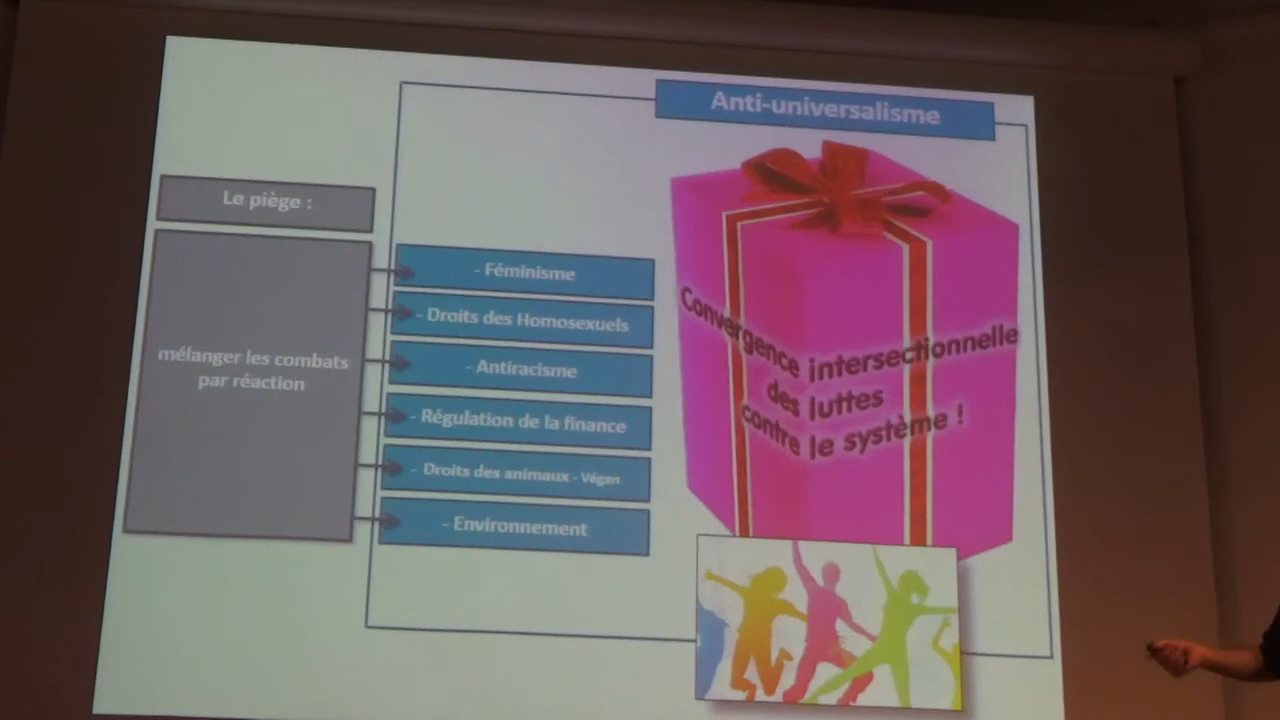 Anti-universalisme
Le piège :
mélanger les combats
par réaction
- Féminisme
- Droits des Homosexuels
- Antiracisme
- Régulation de la finance
- Droits des animaux - Végan
- Environnement
Convergence intersectionnelle
des luttes
contre le système !